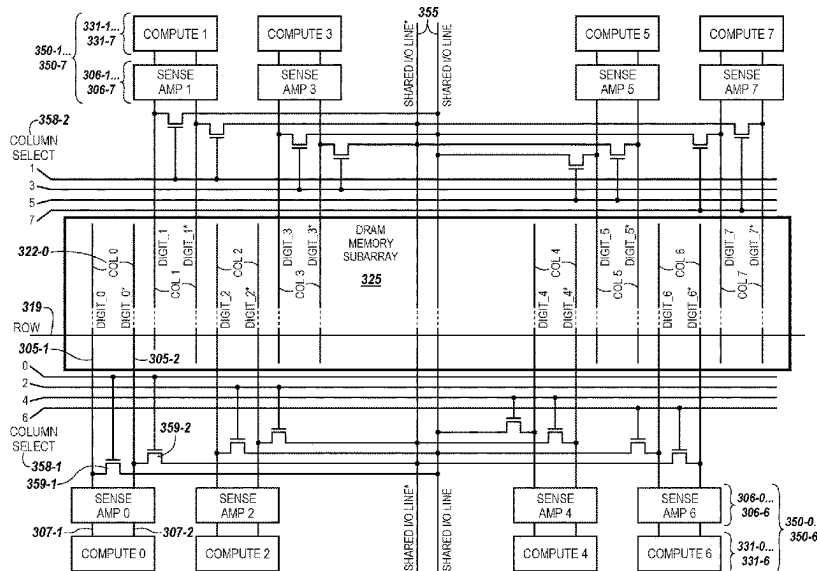 355
331-1... 331-7
350-1... 350-7
306-1... 306-7
COMPUTE 1
COMPUTE 3
SHARED I/O LINE*
SHARED I/O LINE
COMPUTE 5
COMPUTE 7
SENSE AMP 1
SENSE AMP 3
SENSE AMP 5
SENSE AMP 7
358-2
COLUMN SELECT
1
3
5
7
322-0
DIGIT_0
COL 0
DIGIT_0*
DIGIT_1
COL 1
DIGIT_1*
DIGIT_2
COL 2
DIGIT_2*
DIGIT_3
COL 3
DIGIT_3*
DRAM MEMORY SUBARRAY
325
DIGIT_4
COL 4
DIGIT_4*
DIGIT_5
COL 5
DIGIT_5*
DIGIT_6
COL 6
DIGIT_6*
DIGIT_7
COL 7
DIGIT_7*
319
ROW
305-1
305-2
0
2
4
6
COLUMN SELECT
358-1
359-1
359-2
SENSE AMP 0
SENSE AMP 2
SHARED I/O LINE*
SHARED I/O LINE
SENSE AMP 4
SENSE AMP 6
306-0... 306-6
350-0... 350-6
307-1
307-2
COMPUTE 0
COMPUTE 2
COMPUTE 4
COMPUTE 6
331-0... 331-6